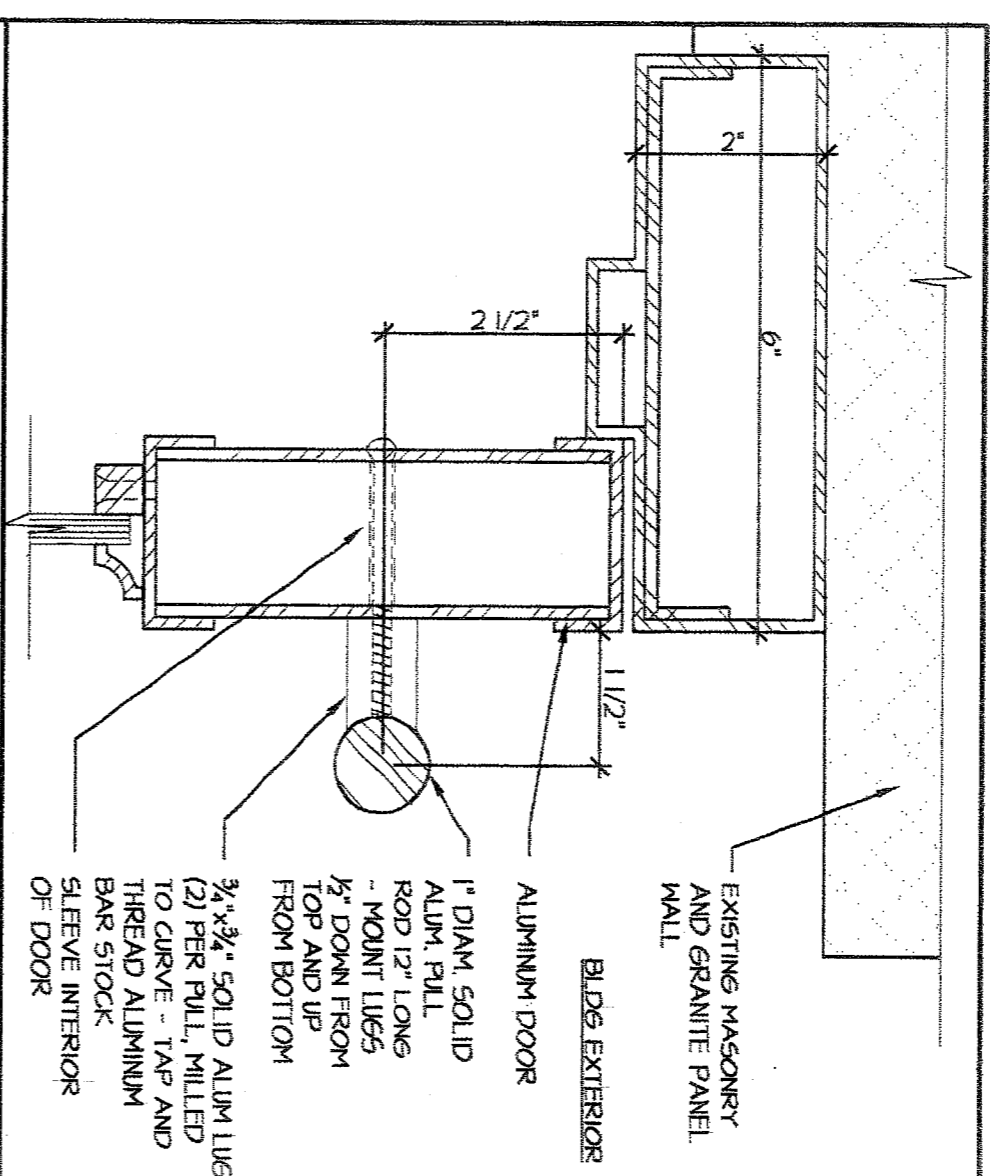 2"
6"
2 1/2"
1 1/2"
EXISTING MASONRY
AND GRANITE PANEL
WALL
BLDG EXTERIOR
ALUMINUM DOOR
1" DIAM. SOLID
ALUM. PULL
ROD 12" LONG
- MOUNT LUGS
½" DOWN FROM
TOP AND UP
FROM BOTTOM
¾"x¾" SOLID ALUM LUG
(2) PER PULL, MILLED
TO CURVE - TAP AND
THREAD ALUMINUM
BAR STOCK
SLEEVE INTERIOR
OF DOOR